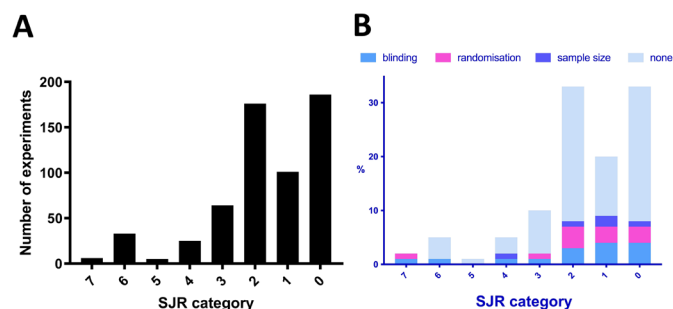 A
Number of experiments
200
150
100
50
0
7 6 5 4 3 2 1 0
SJR category
B
blinding randomisation sample size none
30
20
10
0
%
7 6 5 4 3 2 1 0
SJR category